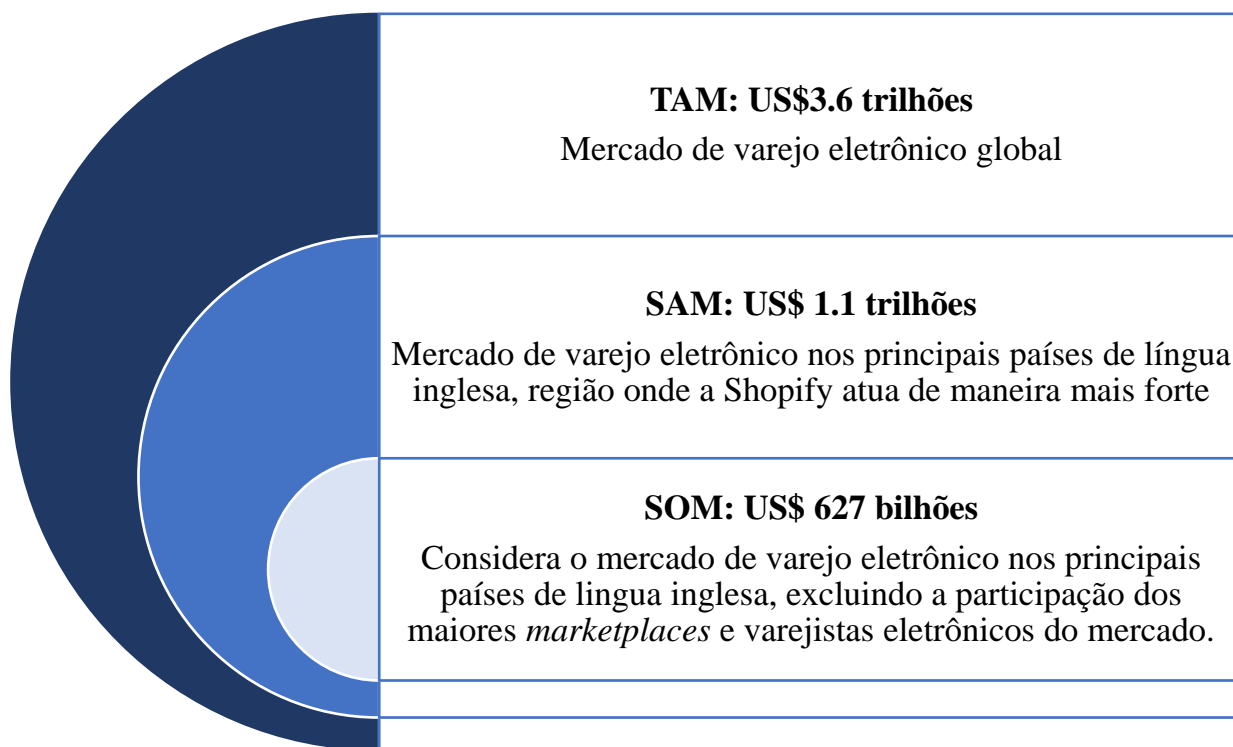 TAM: US$3.6 trilhões
Mercado de varejo eletrônico global
SAM: US$ 1.1 trilhões
Mercado de varejo eletrônico nos principais países de língua
inglesa, região onde a Shopify atua de maneira mais forte
SOM: US$ 627 bilhões
Considera o mercado de varejo eletrônico nos principais
países de lingua inglesa, excluindo a participação dos
maiores marketplaces e varejistas eletrônicos do mercado.